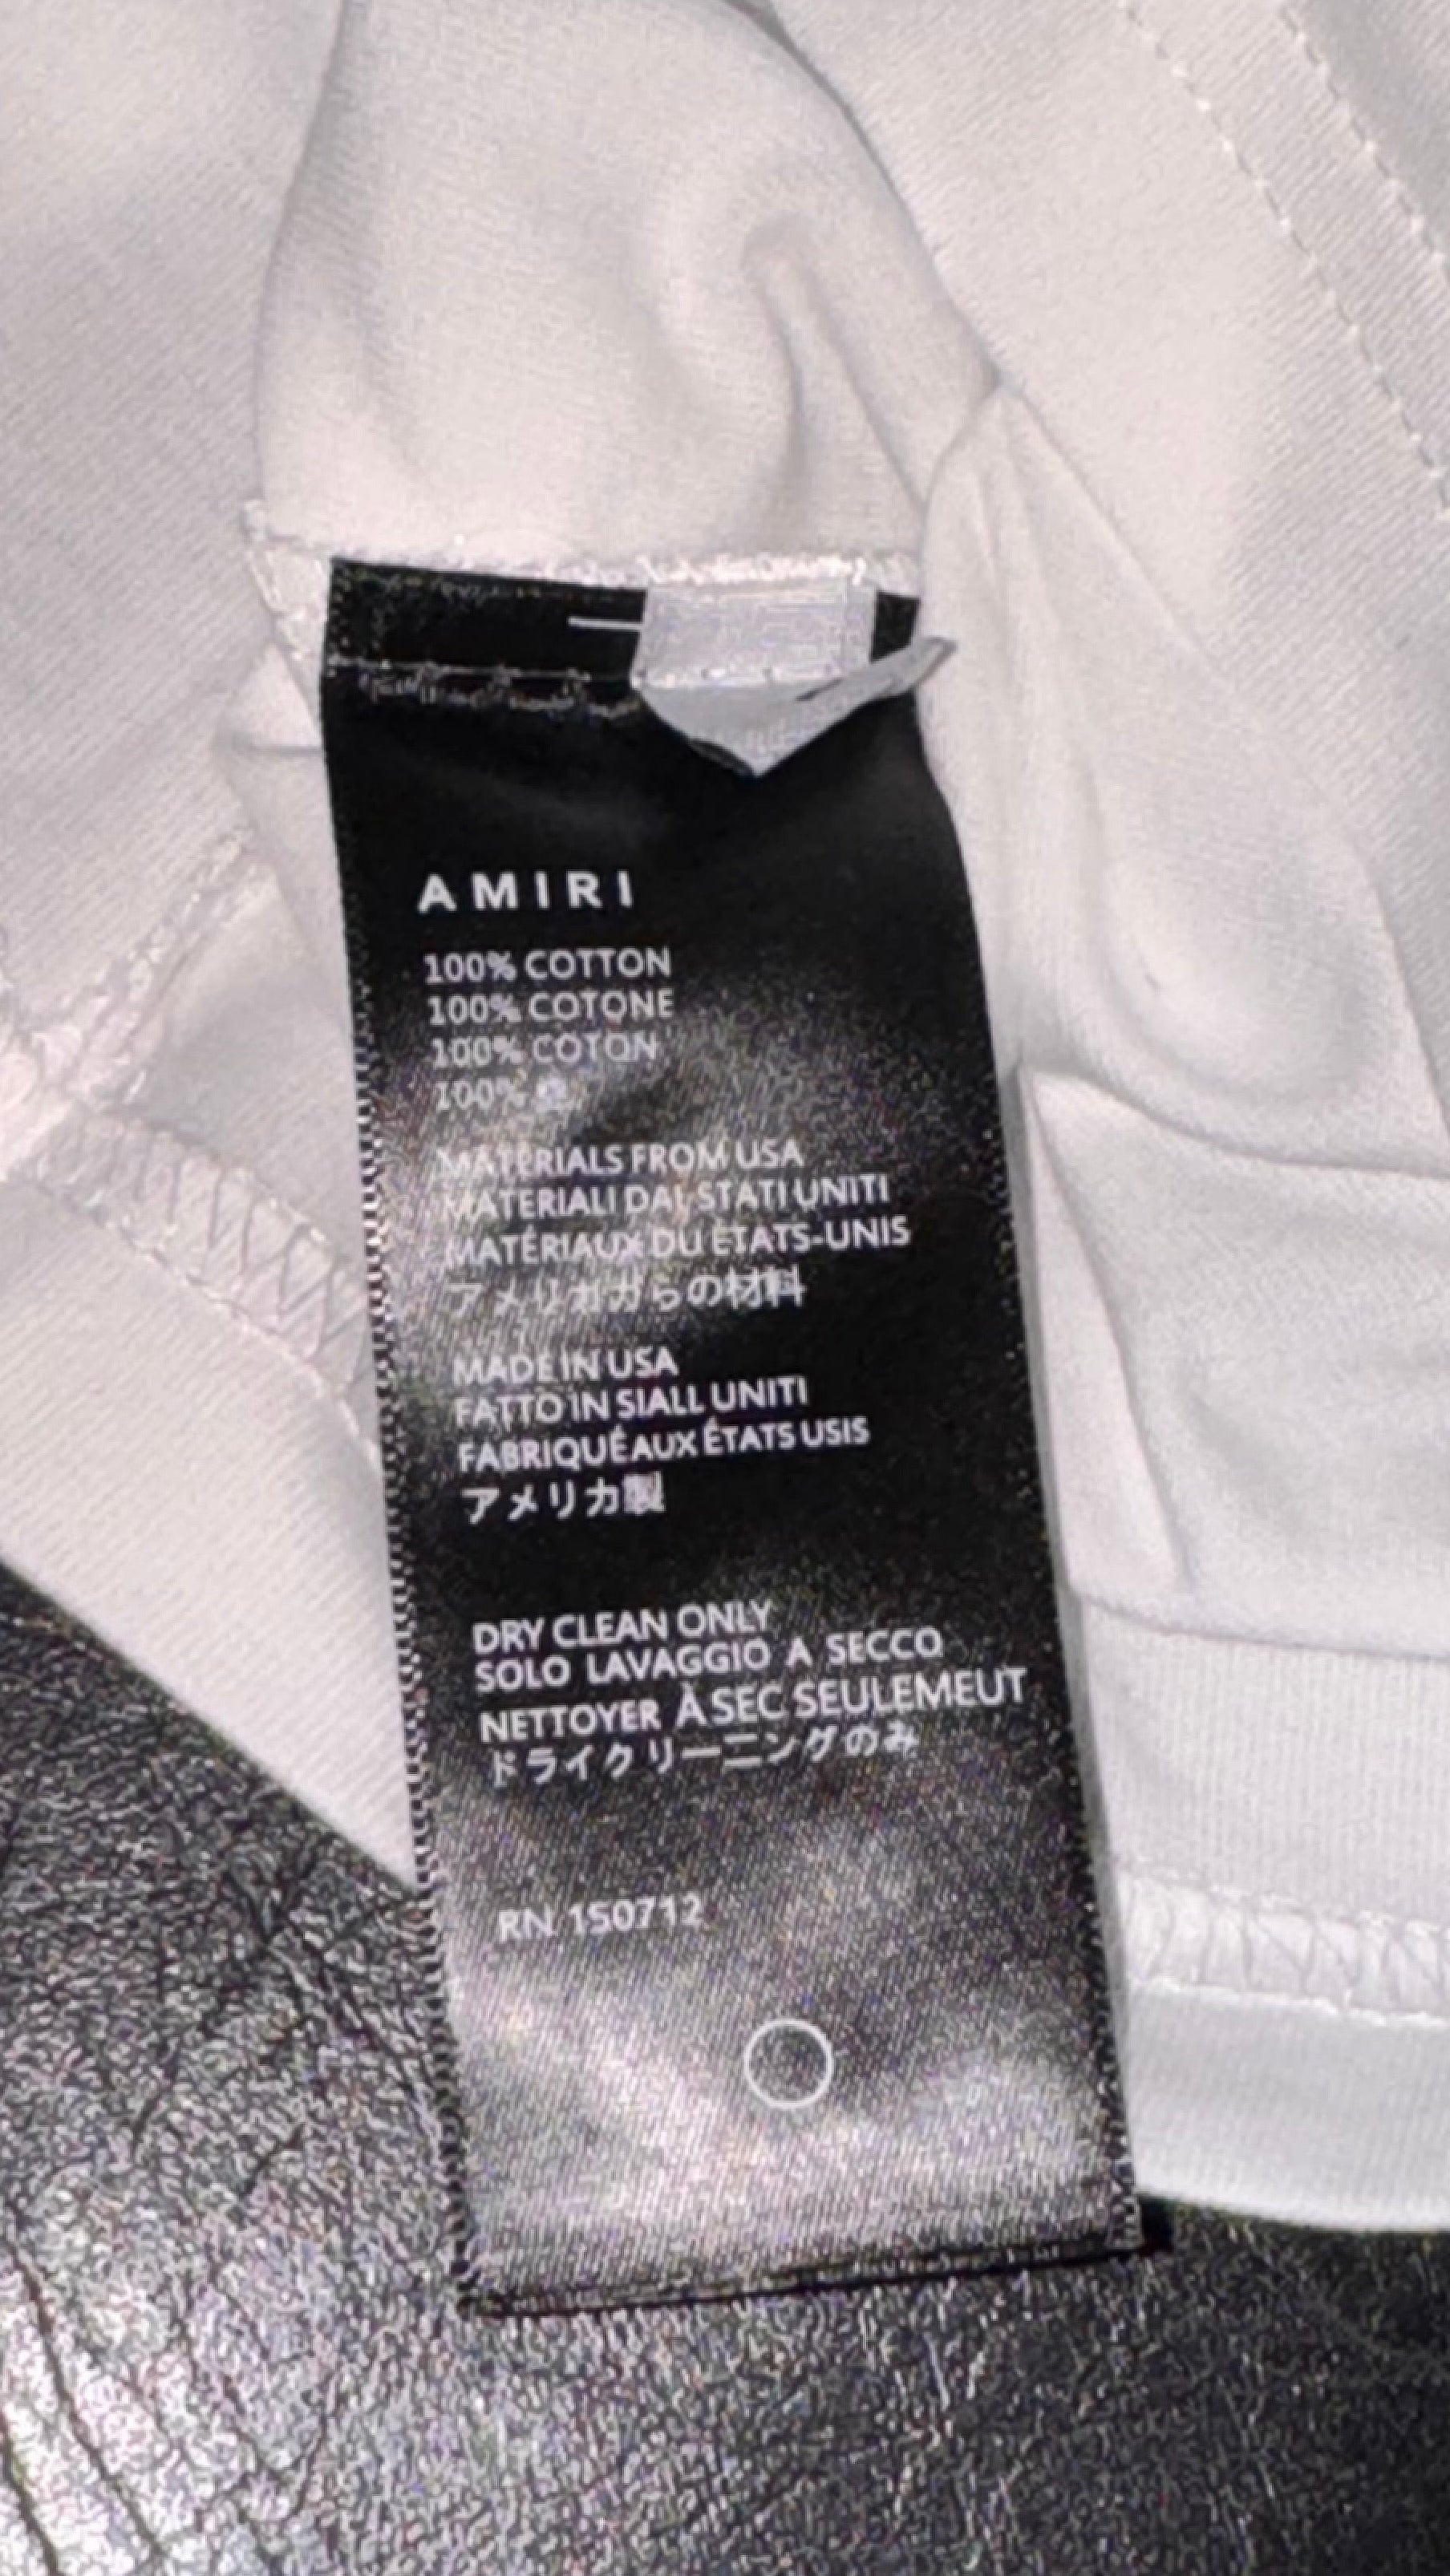 AMIRI
100% COTTON
100% COTONE
100% COTON
100%
MATERIALS FROM USA
MATERIALI DAI STATI UNITI
MATÉRIAUX DU ÉTATS-UNIS
アメリカからの材料
MADE IN USA
FATTO IN SIALL UNITI
FABRIQUÉ AUX ÉTATS USIS
アメリカ製
DRY CLEAN ONLY
SOLO LAVAGGIO A SECCO
NETTOYER À SEC SEULEMEUT
ドライクリーニングのみ
RN 150712